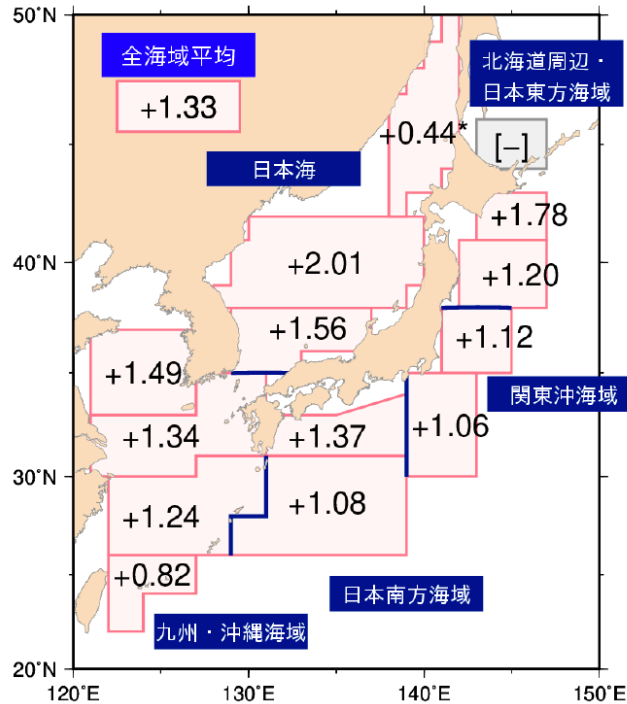 50˚N
全海域平均
北海道周辺・
日本東方海域
+1.33
+0.44*
[−]
日本海
+1.78
40˚N
+2.01
+1.20
+1.56
+1.12
+1.49
関東沖海域
+1.34
+1.37
+1.06
30˚N
+1.24
+1.08
+0.82
日本南方海域
九州・沖縄海域
20˚N
120˚E
130˚E
140˚E
150˚E